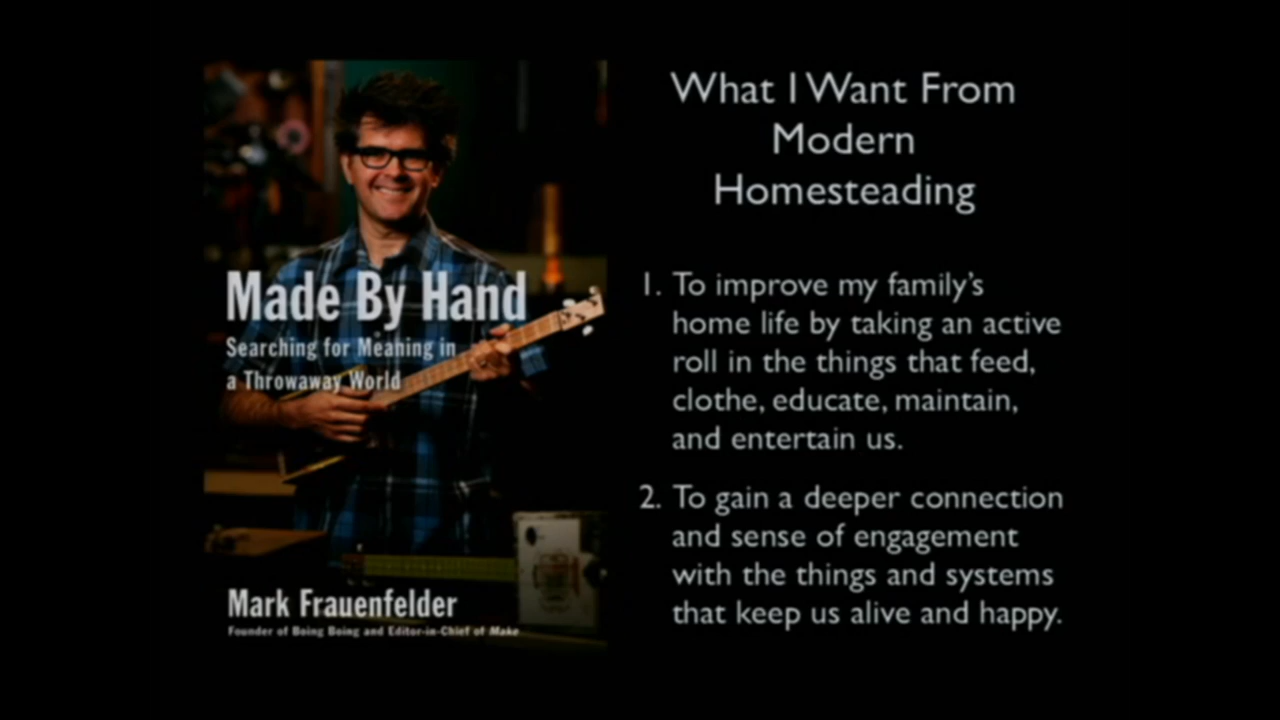 Made By Hand
Searching for Meaning in
a Throwaway World
Mark Frauenfelder
Founder of Boing Boing and Editor-in-Chief of Make
What I Want From
Modern
Homesteading
1. To improve my family's
home life by taking an active
roll in the things that feed,
clothe, educate, maintain,
and entertain us.
2. To gain a deeper connection
and sense of engagement
with the things and systems
that keep us alive and happy.